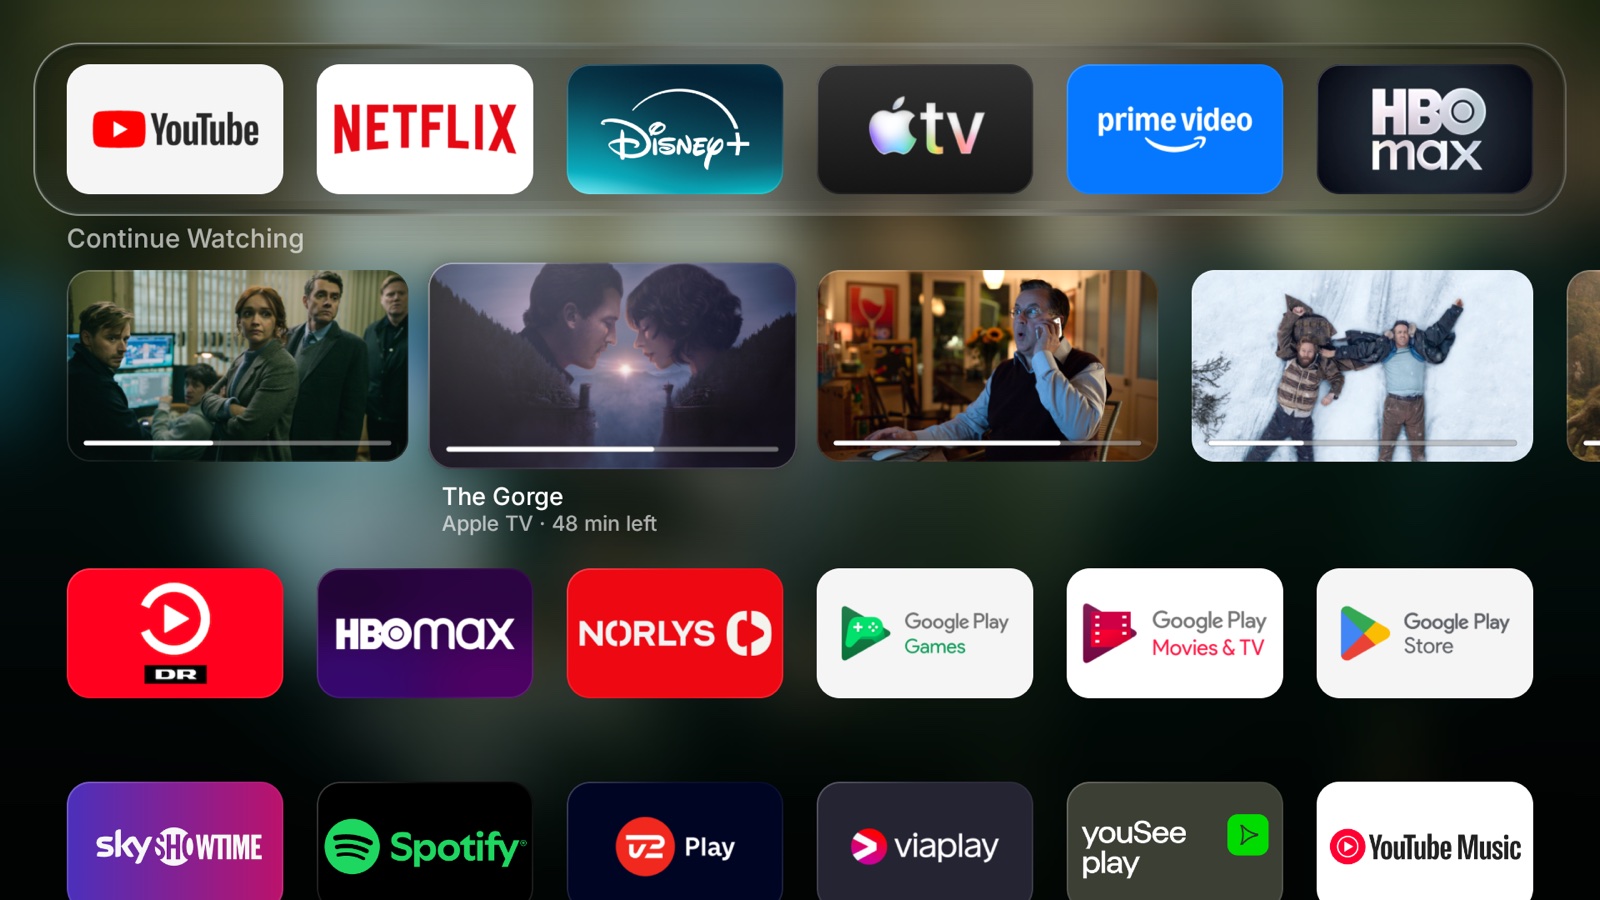 YouTube
NETFLIX
Disney+
tv
prime video
HBO
max
Continue Watching
The Gorge
Apple TV · 48 min left
DR
HBOmax
NORLYS
Google Play
Games
Google Play
Movies & TV
Google Play
Store
sky SHOWTIME
Spotify®
2 Play
viaplay
youSee
play
YouTube Music